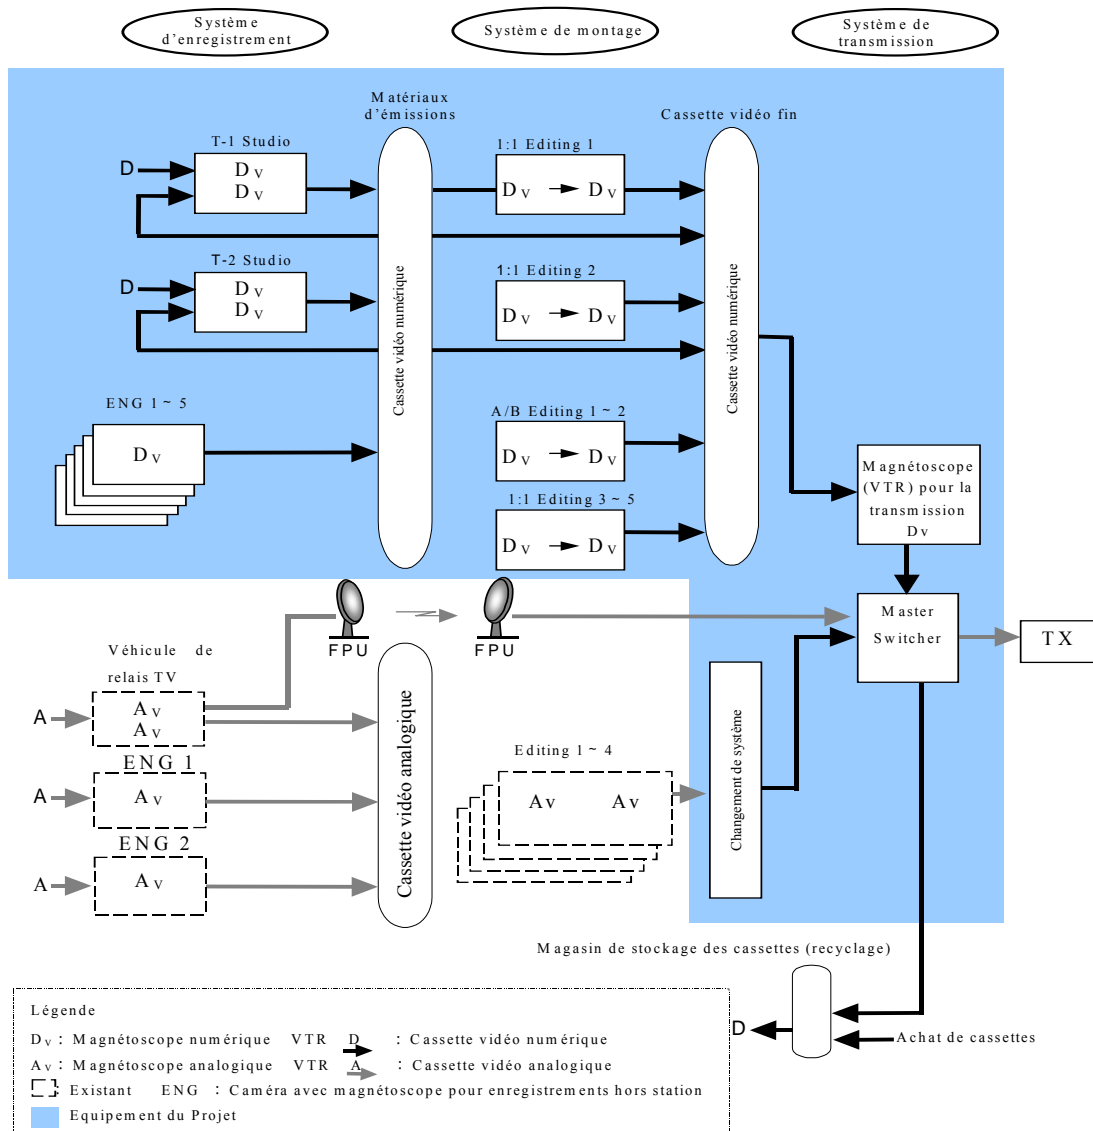 Système
d'enregistrement
Système de montage
Système de
transmission
Matériaux
d'émissions
Cassette vidéo fin
T-1 Studio
1:1 Editing 1
D
Dv
Dv
Dv → Dv
T-2 Studio
1:1 Editing 2
D
Dv
Dv
Dv → Dv
Cassette vidéo numérique
Cassette vidéo numérique
ENG 1 ~ 5
A/B Editing 1 ~ 2
Dv
Dv → Dv
1:1 Editing 3 ~ 5
Dv → Dv
Magnétoscope
(VTR) pour la
transmission
Dv
FPU
FPU
Master
Switcher
TX
Véhicule de
relais TV
A
Av
Av
ENG 1
A
Av
ENG 2
A
Av
Cassette vidéo analogique
Editing 1 ~ 4
Av Av
Changement de système
Magasin de stockage des cassettes (recyclage)
D
Achat de cassettes
Légende
Dv : Magnétoscope numérique VTR D : Cassette vidéo numérique
Av : Magnétoscope analogique VTR A : Cassette vidéo analogique
: Existant ENG : Caméra avec magnétoscope pour enregistrements hors station
Equipement du Projet